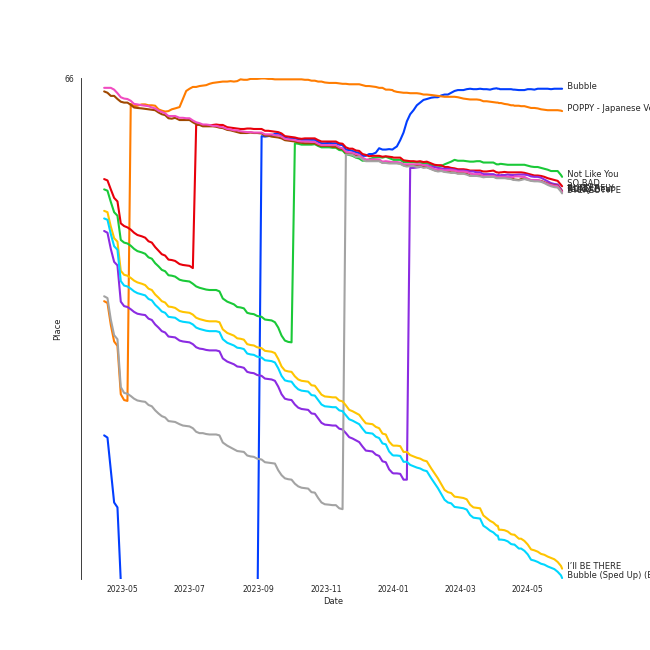 66
Bubble
POPPY - Japanese Ve
Not Like You
SO BAD
I'll BE THERE
Bubble (Sped Up) (E
2023-05
2023-07
2023-09
2023-11
2024-01
2024-03
2024-05
Date
Place